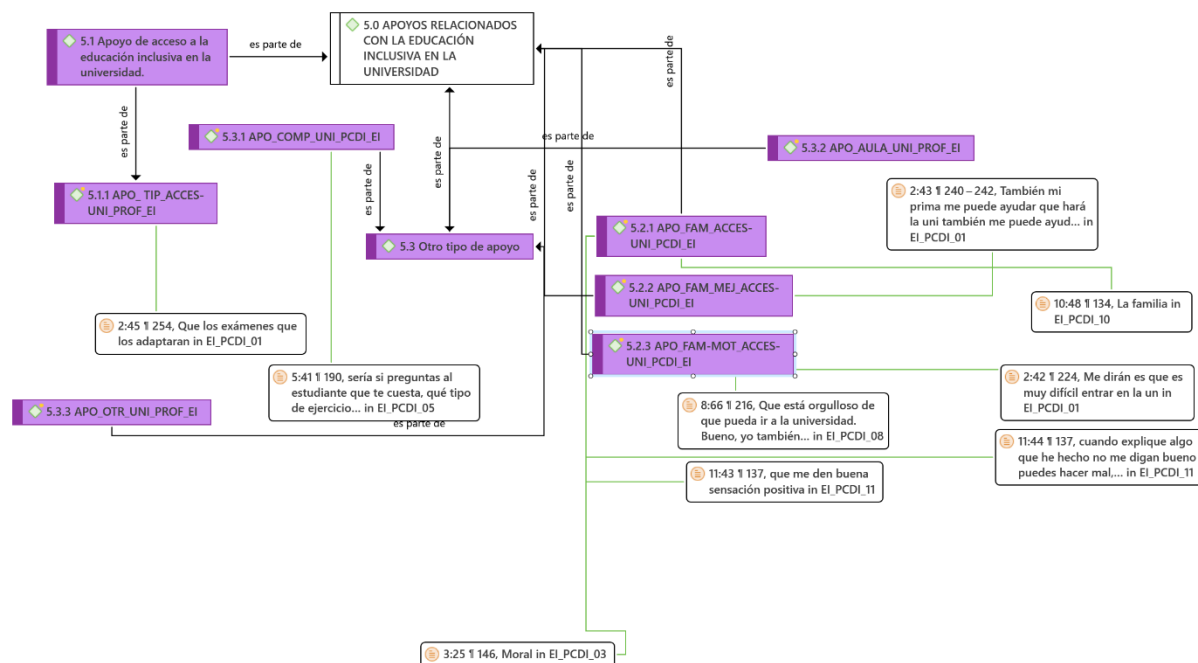 5.1 Apoyo de acceso a la
educación inclusiva en la
universidad.
es parte de
5.0 APOYOS RELACIONADOS
CON LA EDUCACIÓN
INCLUSIVA EN LA
UNIVERSIDAD
es parte de
es parte de
5.3.1 APO_COMP_UNI_PCDI_EI
es parte de
es parte de
es parte de
es parte de
es parte de
5.3.2 APO_AULA_UNI_PROF_EI
5.1.1 APO_ TIP_ACCES-
UNI_PROF_EI
2:43 ¶ 240 – 242, También mi
prima me puede ayudar que hará
la uni también me puede ayud... in
EI_PCDI_01
5.3 Otro tipo de apoyo
5.2.1 APO_FAM_ACCES-
UNI_PCDI_EI
5.2.2 APO_FAM_MEJ_ACCES-
UNI_PCDI_EI
10:48 ¶ 134, La familia in
EI_PCDI_10
2:45 ¶ 254, Que los exámenes que
los adaptaran in EI_PCDI_01
5.2.3 APO_FAM-MOT_ACCES-
UNI_PCDI_EI
5:41 ¶ 190, sería si preguntas al
estudiante que te cuesta, qué tipo
de ejercicio... in EI_PCDI_05
2:42 ¶ 224, Me dirán es que es
muy difícil entrar en la un in
EI_PCDI_01
5.3.3 APO_OTR_UNI_PROF_EI
es parte de
8:66 ¶ 216, Que está orgulloso de
que pueda ir a la universidad.
Bueno, yo también... in EI_PCDI_08
11:44 ¶ 137, cuando explique algo
que he hecho no me digan bueno
puedes hacer mal,... in EI_PCDI_11
11:43 ¶ 137, que me den buena
sensación positiva in EI_PCDI_11
3:25 ¶ 146, Moral in EI_PCDI_03